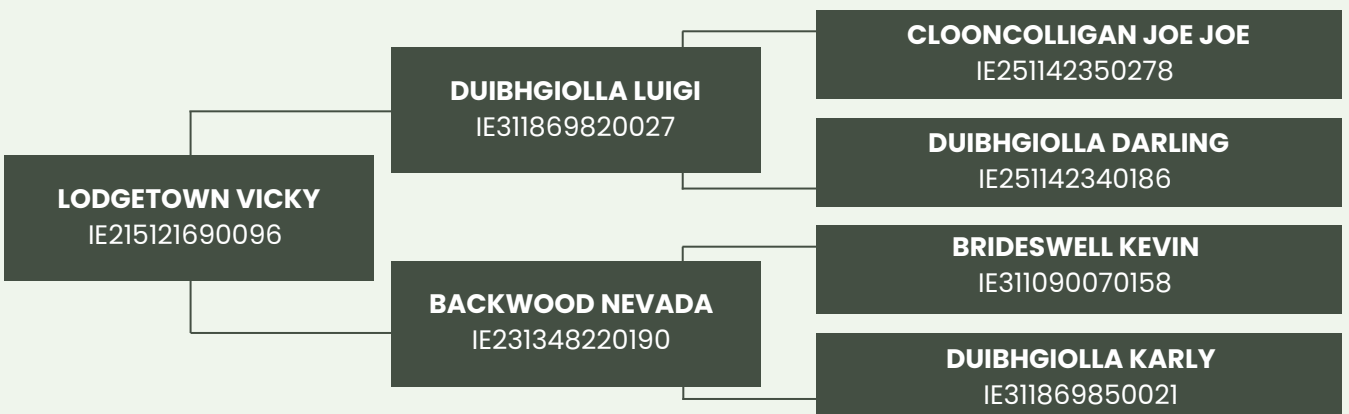 CLOONCOLLIGAN JOE JOE
IE251142350278
DUIBHGIOLLA LUIGI
IE311869820027
DUIBHGIOLLA DARLING
IE251142340186
LODGETOWN VICKY
IE215121690096
BRIDESWELL KEVIN
IE311090070158
BACKWOOD NEVADA
IE231348220190
DUIBHGIOLLA KARLY
IE311869850021